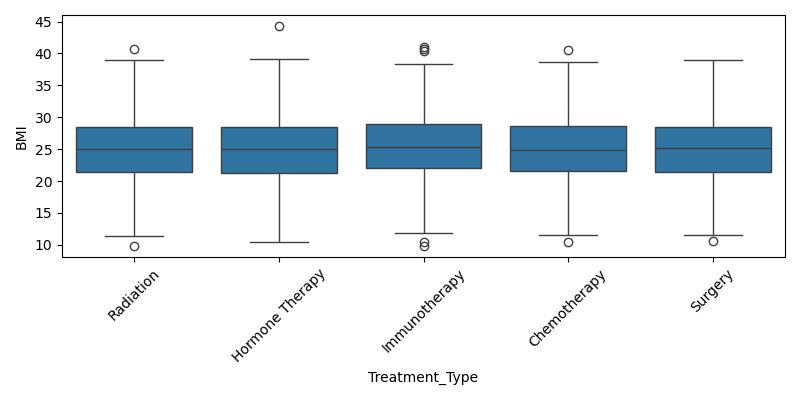 45
40
35
30
25
20
15
10
BMI
Radiation
Hormone Therapy
Immunotherapy
Chemotherapy
Surgery
Treatment_Type